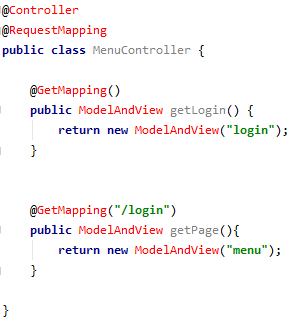 @Controller
@RequestMapping
public class MenuController {
@GetMapping()
public ModelAndView getLogin() {
return new ModelAndView("login");
}
@GetMapping("/login")
public ModelAndView getPage(){
return new ModelAndView("menu");
}
}